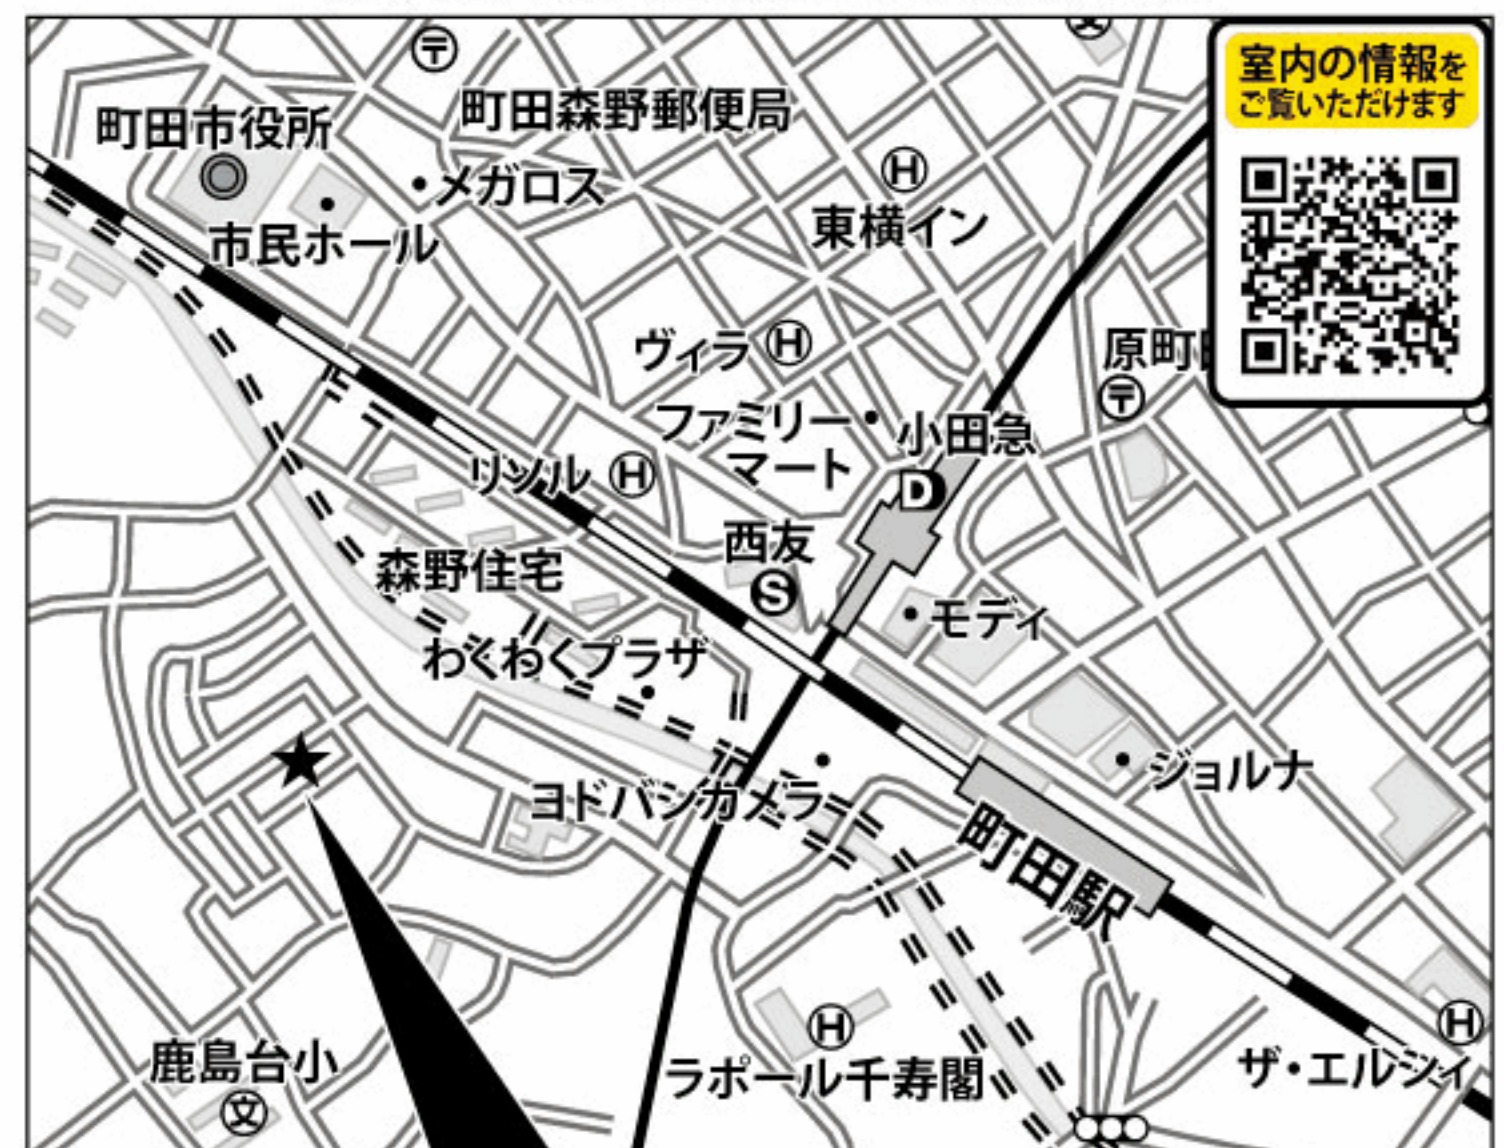 〒
文
室内の情報を
ご覧いただけます
町田市役所
町田森野郵便局
メガロス
H
市民ホール
東横イン
ヴィラ H
原町
〒
ファミリー
マート
小田急
D
リソル H
西友
S
森野住宅
モディ
わくわくプラザ
ジョルナ
ヨドバシカメラ
町田駅
H
H
鹿島台小
文
ラポール千寿閣
ザ・エルシィ